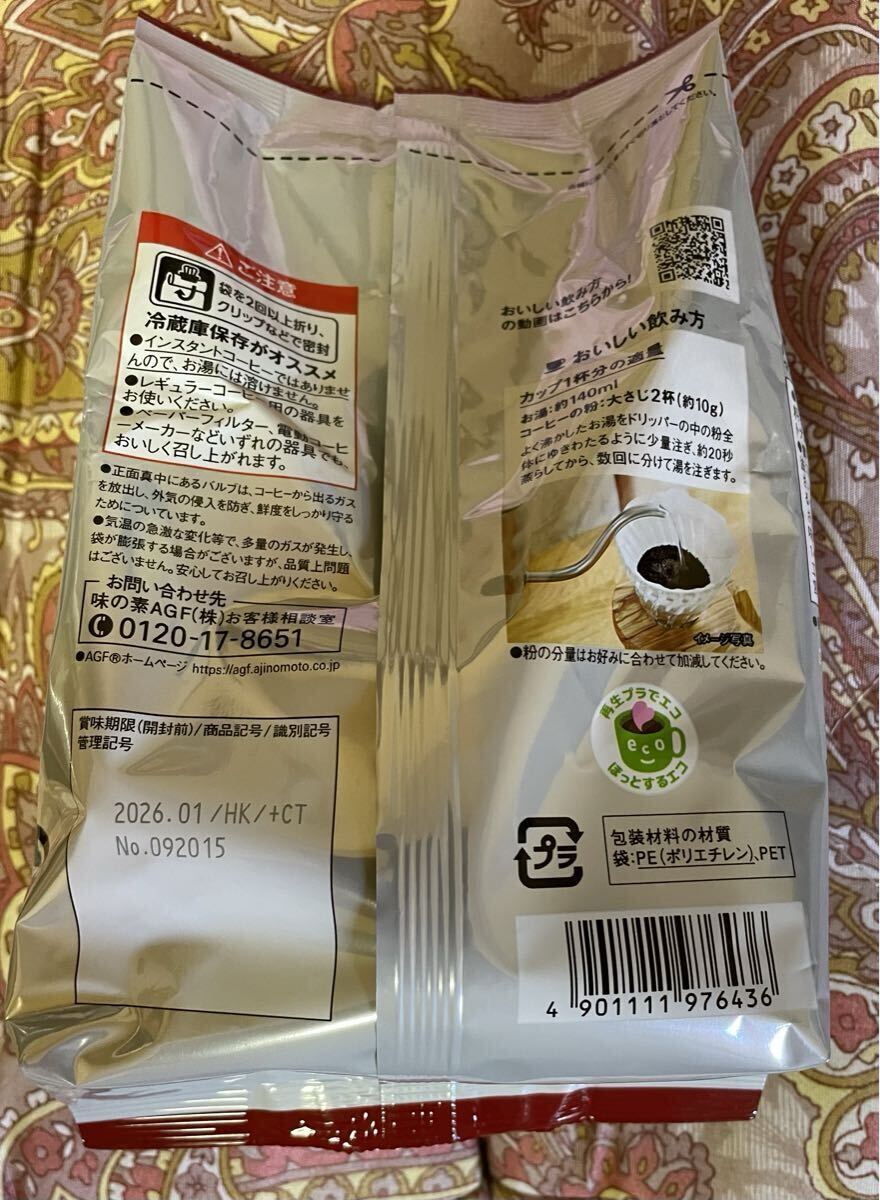 ご注意
袋を2回以上折り、
クリップなどで密封
冷蔵庫保存がオススメ
●インスタントコーヒーではありませ
んので、お湯には溶けません。
●レギュラーコーヒー用の器具を
お使いください。
●ペーパーフィルター、電動コーヒ
ーメーカーなどいずれの器具でも、
おいしく召し上がれます。
●正面真中にあるバルブは、コーヒーから出るガス
を放出し、外気の侵入を防ぎ、鮮度をしっかり守る
ためについています。
●気温の急激な変化等で、多量のガスが発生し、
袋が膨張する場合がございますが、品質上問題
はございません。安心してお召し上がりください。
お問い合わせ先
味の素AGF(株)お客様相談室
0120-17-8651
●AGF®ホームページ https://agf.ajinomoto.co.jp
賞味期限(開封前)/商品記号/識別記号
管理記号
2026.01/HK/+CT
No.092015
おいしい飲み方
の動画はこちらから!
おいしい飲み方
カップ1杯分の適量
お湯:約140ml
コーヒーの粉:大さじ2杯(約10g)
よく沸かしたお湯をドリッパーの中の粉全
体にゆきわたるように少量注ぎ、約20秒
蒸らしてから、数回に分けて湯を注ぎます。
イメージ写真
●粉の分量はお好みに合わせて加減してください。
再生プラでエコ
eco
ほっとするエコ
プラ
包装材料の材質
袋:PE(ポリエチレン)、PET
4 901111 976436